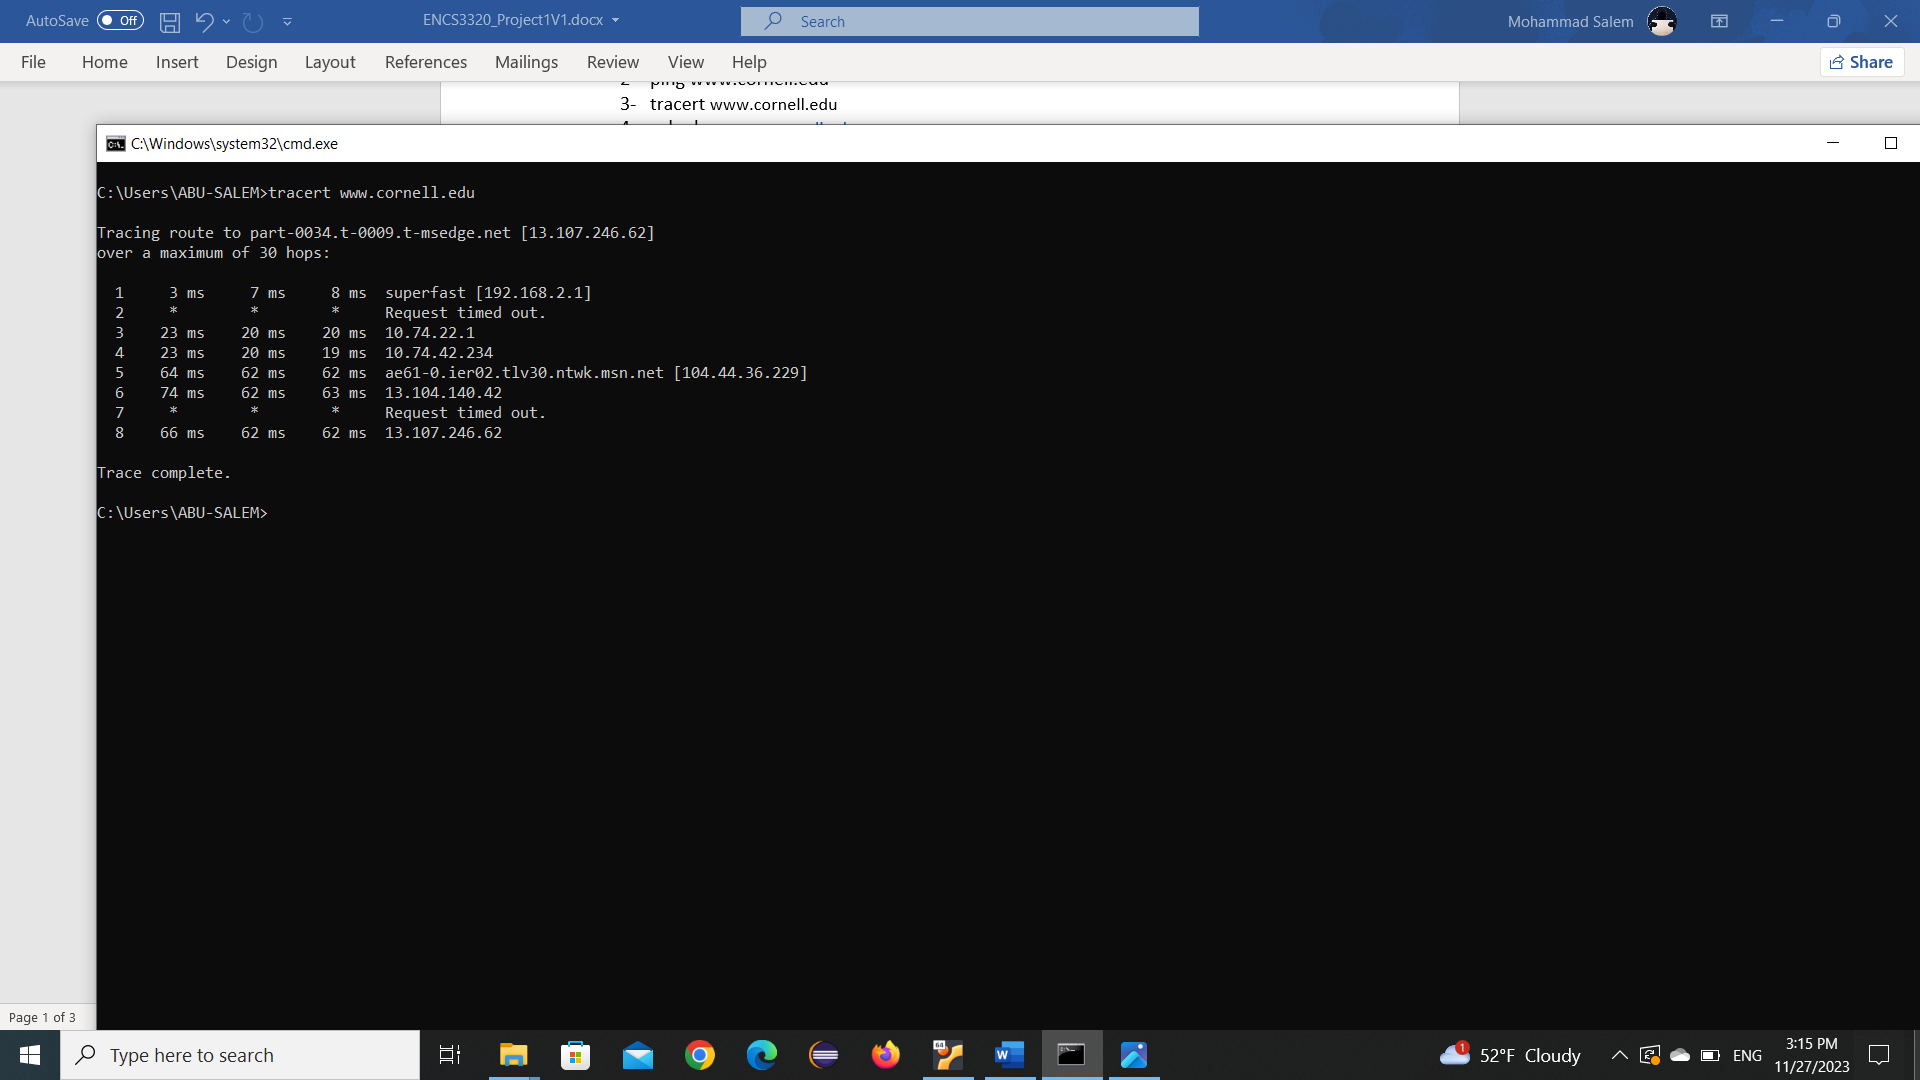 AutoSave Off ENCS3320_Project1V1.docx Search Mohammad Salem
File Home Insert Design Layout References Mailings Review View Help Share
2- ping www.cornell.edu
3- tracert www.cornell.edu
C:\Windows\system32\cmd.exe
C:\Users\ABU-SALEM>tracert www.cornell.edu
Tracing route to part-0034.t-0009.t-msedge.net [13.107.246.62]
over a maximum of 30 hops:
1 3 ms 7 ms 8 ms superfast [192.168.2.1]
2 * * * Request timed out.
3 23 ms 20 ms 20 ms 10.74.22.1
4 23 ms 20 ms 19 ms 10.74.42.234
5 64 ms 62 ms 62 ms ae61-0.ier02.tlv30.ntwk.msn.net [104.44.36.229]
6 74 ms 62 ms 63 ms 13.104.140.42
7 * * * Request timed out.
8 66 ms 62 ms 62 ms 13.107.246.62
Trace complete.
C:\Users\ABU-SALEM>
Page 1 of 3
Type here to search 64 W 1 52°F Cloudy ENG 3:15 PM
11/27/2023